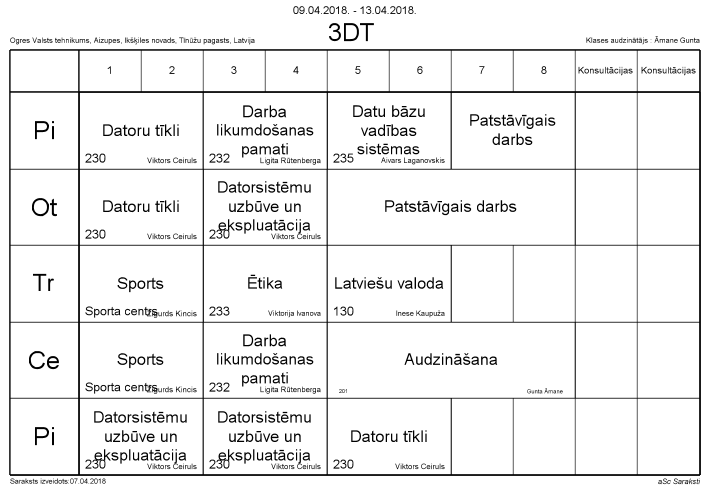 09.04.2018. - 13.04.2018.
Ogres Valsts tehnikums, Aizupes, Ikšķiles novads, Tīnūžu pagasts, Latvija
3DT
Klases audzinātājs : Āmane Gunta
1 2 3 4 5 6 7 8 Konsultācijas Konsultācijas
Pi
Datoru tīkli
230 Viktors Ceiruls
Darba
likumdošanas
pamati
232 Ligita Rūtenberga
Datu bāzu
vadības
sistēmas
235 Aivars Laganovskis
Patstāvīgais
darbs
Ot
Datoru tīkli
230 Viktors Ceiruls
Datorsistēmu
uzbūve un
ekspluatācija
230 Viktors Ceiruls
Patstāvīgais darbs
Tr
Sports
Sporta centrs Zigurds Kincis
Ētika
233 Viktorija Ivanova
Latviešu valoda
130 Inese Kaupuža
Ce
Sports
Sporta centrs Zigurds Kincis
Darba
likumdošanas
pamati
232 Ligita Rūtenberga
Audzināšana
201 Gunta Āmane
Pi
Datorsistēmu
uzbūve un
ekspluatācija
230 Viktors Ceiruls
Datorsistēmu
uzbūve un
ekspluatācija
230 Viktors Ceiruls
Datoru tīkli
230 Viktors Ceiruls
Saraksts izveidots:07.04.2018
aSc Saraksti